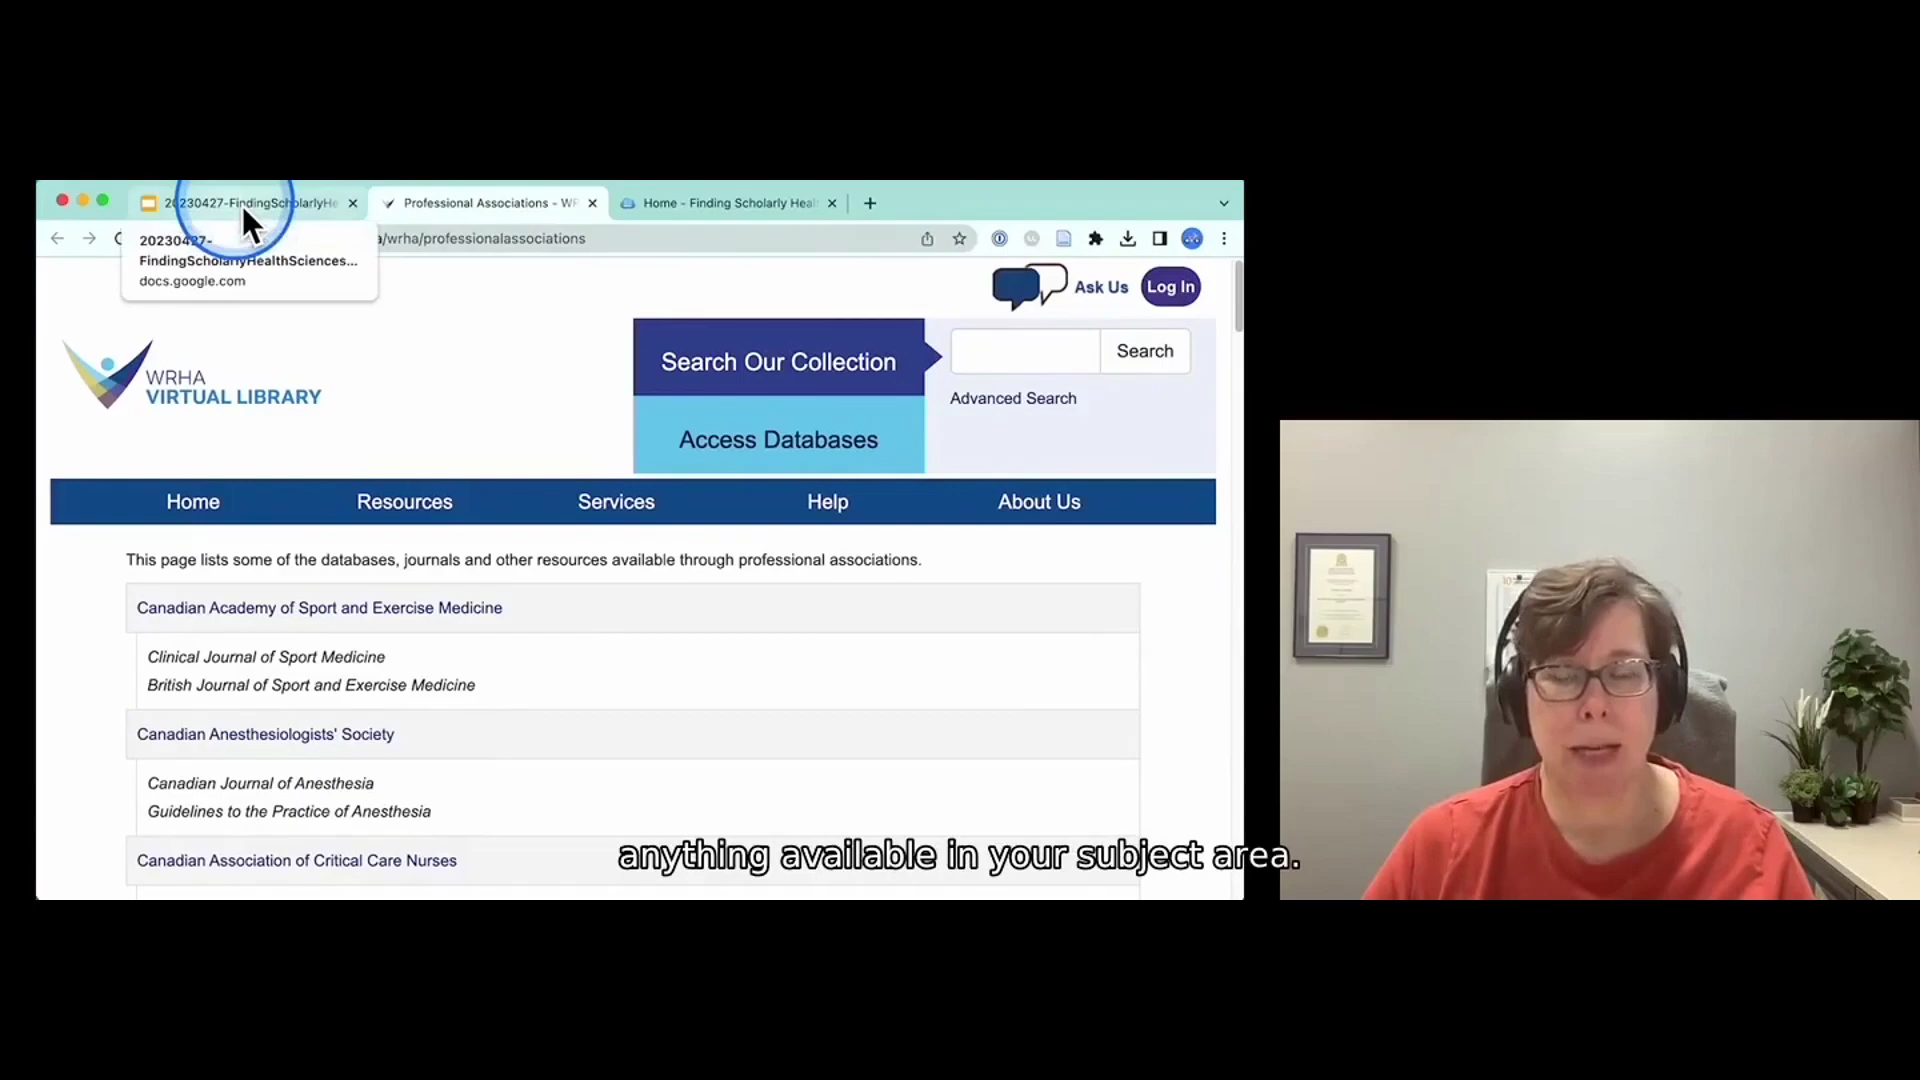 20230427-FindingScholarlyHe
Professional Associations - WR
Home - Finding Scholarly Heal
20230427-
FindingScholarlyHealthSciences...
docs.google.com
a/wrha/professionalassociations
Ask Us
Log In
WRHA
VIRTUAL LIBRARY
Search Our Collection
Search
Advanced Search
Access Databases
Home
Resources
Services
Help
About Us
This page lists some of the databases, journals and other resources available through professional associations.
Canadian Academy of Sport and Exercise Medicine
Clinical Journal of Sport Medicine
British Journal of Sport and Exercise Medicine
Canadian Anesthesiologists' Society
Canadian Journal of Anesthesia
Guidelines to the Practice of Anesthesia
Canadian Association of Critical Care Nurses
anything available in your subject area.